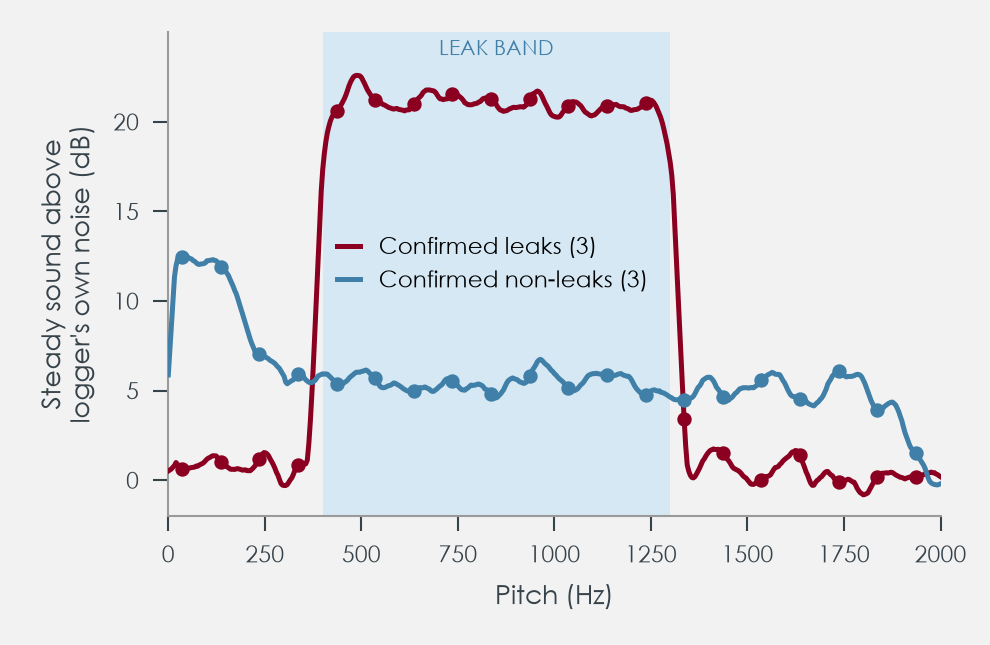 LEAK BAND
Steady sound above
logger's own noise (dB)
20
15
10
5
0
Confirmed leaks (3)
Confirmed non-leaks (3)
0 250 500 750 1000 1250 1500 1750 2000
Pitch (Hz)